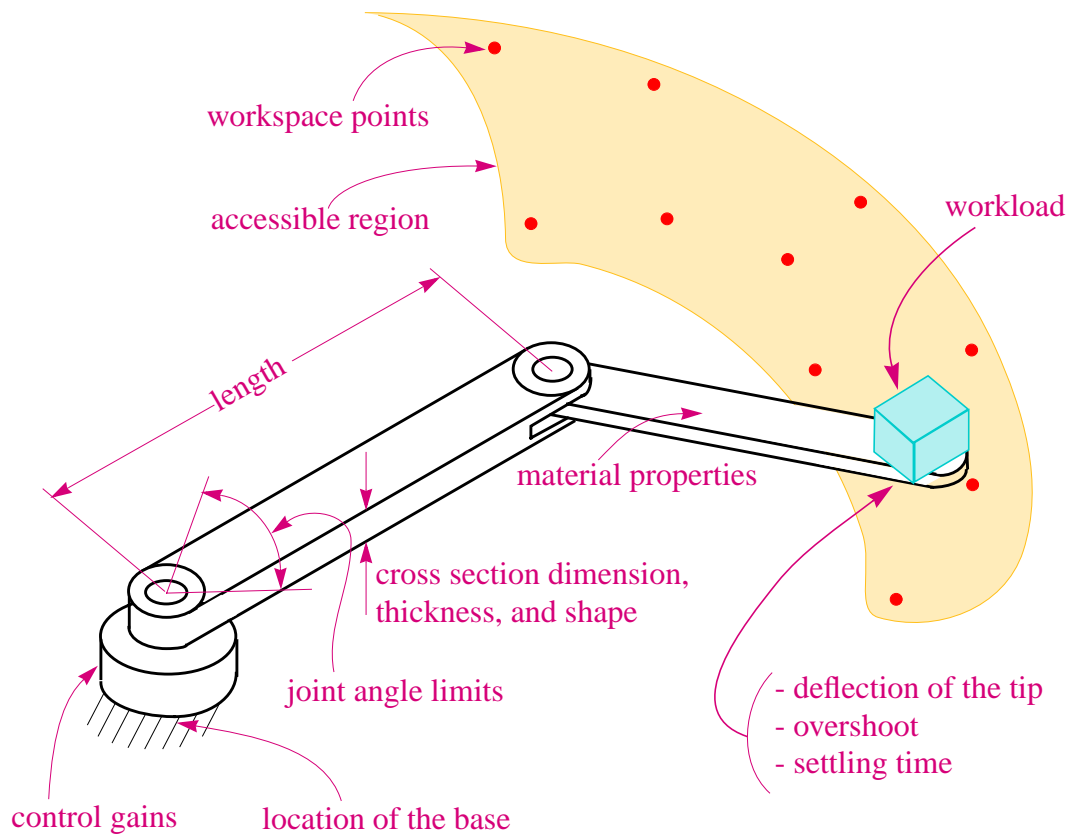 workspace points
accessible region
workload
length
material properties
cross section dimension,
thickness, and shape
joint angle limits
- deflection of the tip
- overshoot
- settling time
control gains
location of the base